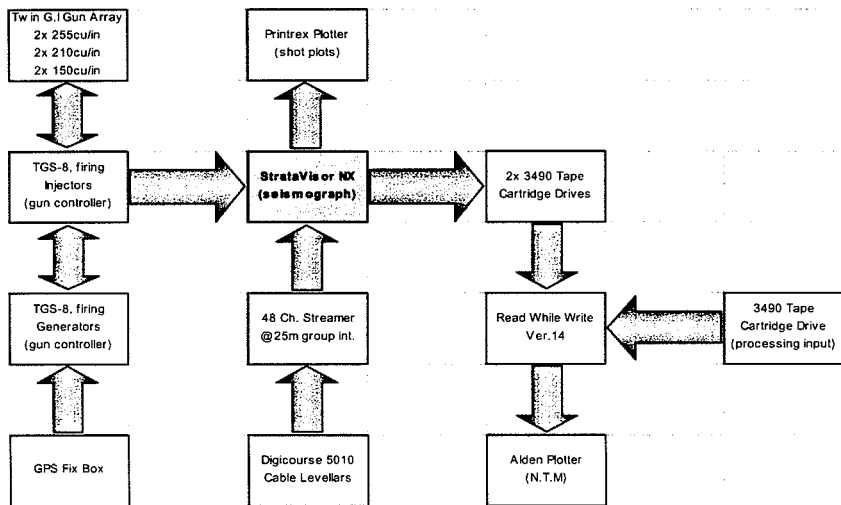 Twin G.I Gun Array
2x 255cu/in
2x 210cu/in
2x 150cu/in
Printrex Plotter
(shot plots)
TGS-8, firing
Injectors
(gun controller)
StrataVisor NX
(seismograph)
2x 3490 Tape
Cartridge Drives
TGS-8, firing
Generators
(gun controller)
48 Ch. Streamer
@25m group int.
Read While Write
Ver.14
3490 Tape
Cartridge Drive
(processing input)
GPS Fix Box
Digicourse 5010
Cable Levellars
Alden Plotter
(N.T.M)